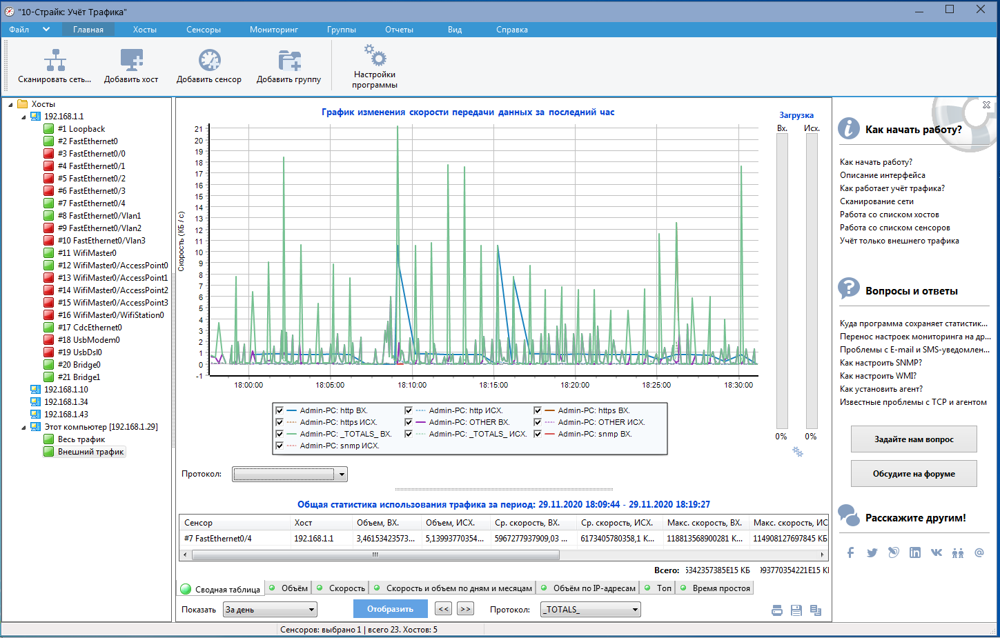 "10-Страйк: Учёт Трафика"
Файл Главная Хосты Сенсоры Мониторинг Группы Отчеты Вид Справка
Сканировать сеть... Добавить хост Добавить сенсор Добавить группу Настройки программы
Хосты
192.168.1.1
#1 Loopback
#2 FastEthernet0
#3 FastEthernet0/0
#4 FastEthernet0/1
#5 FastEthernet0/2
#6 FastEthernet0/3
#7 FastEthernet0/4
#8 FastEthernet0/Vlan1
#9 FastEthernet0/Vlan2
#10 FastEthernet0/Vlan3
#11 WifiMaster0
#12 WifiMaster0/AccessPoint0
#13 WifiMaster0/AccessPoint1
#14 WifiMaster0/AccessPoint2
#15 WifiMaster0/AccessPoint3
#16 WifiMaster0/WifiStation0
#17 CdcEthernet0
#18 UsbModem0
#19 UsbDsl0
#20 Bridge0
#21 Bridge1
192.168.1.10
192.168.1.34
192.168.1.43
Этот компьютер [192.168.1.29]
Весь трафик
Внешний трафик
График изменения скорости передачи данных за последний час
Скорость (КБ / с)
21
20
19
18
17
16
15
14
13
12
11
10
9
8
7
6
5
4
3
2
1
0
-1
18:00:00 18:05:00 18:10:00 18:15:00 18:20:00 18:25:00 18:30:00
Admin-PC: http ВХ. Admin-PC: http ИСХ. Admin-PC: https ВХ.
Admin-PC: https ИСХ. Admin-PC: OTHER ВХ. Admin-PC: OTHER ИСХ.
Admin-PC: _TOTALS_ ВХ. Admin-PC: _TOTALS_ ИСХ. Admin-PC: snmp ВХ.
Admin-PC: snmp ИСХ.
Загрузка
Вх. Исх.
0% 0%
Протокол:
Общая статистика использования трафика за период: 29.11.2020 18:09:44 - 29.11.2020 18:19:27
Сенсор Хост Объем, ВХ. Объем, ИСХ. Ср. скорость, ВХ. Ср. скорость, ИСХ. Макс. скорость, ВХ. Макс. скорость, ИС
#7 FastEthernet0/4 192.168.1.1 3,46153423573... 5,13993770354... 5967277937909,03 ... 6173405780358,1 К... 118813568900281 К... 114908127697845 КБ
Всего: 5342357385E15 КБ 993770354221E15 КБ
Сводная таблица Объём Скорость Скорость и объем по дням и месяцам Объём по IP-адресам Топ Время простоя
Показать За день Отобразить << >> Протокол: _TOTALS_
Сенсоров: выбрано 1 | всего 23. Хостов: 5
Как начать работу?
Как начать работу?
Описание интерфейса
Как работает учёт трафика?
Сканирование сети
Работа со списком хостов
Работа со списком сенсоров
Учёт только внешнего трафика
Вопросы и ответы
Куда программа сохраняет статистик...
Перенос настроек мониторинга на др...
Проблемы с E-mail и SMS-уведомлен...
Как настроить SNMP?
Как настроить WMI?
Как установить агент?
Известные проблемы с TCP и агентом
Задайте нам вопрос
Обсудите на форуме
Расскажите другим!